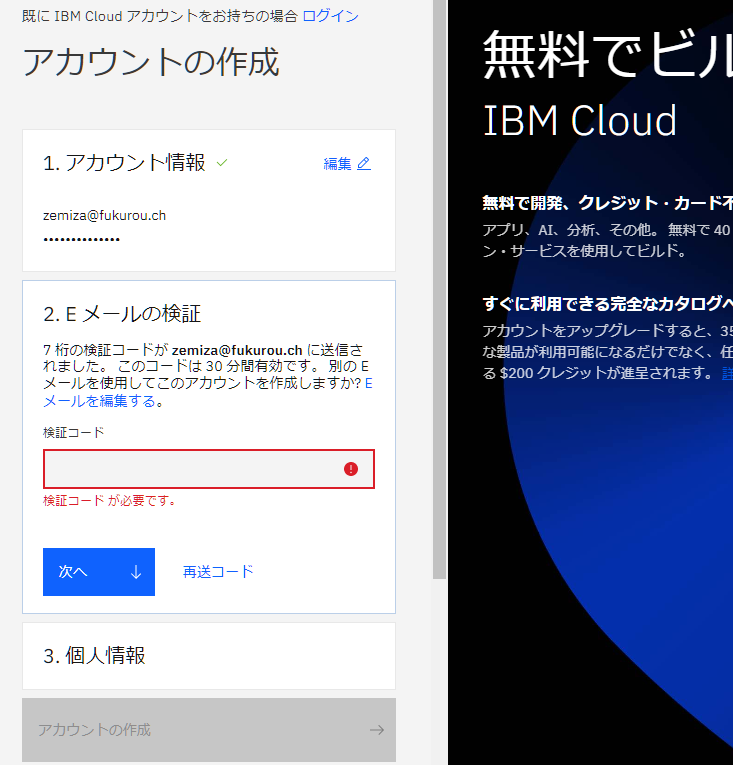 既に IBM Cloud アカウントをお持ちの場合 ログイン
アカウントの作成
1. アカウント情報
編集
zemiza@fukurou.ch
••••••••••••••
2. E メールの検証
7 桁の検証コードが zemiza@fukurou.ch に送信さ
れました。 このコードは 30 分間有効です。 別の E
メールを使用してこのアカウントを作成しますか? E
メールを編集する。
検証コード
検証コード が必要です。
次へ
再送コード
3. 個人情報
アカウントの作成
無料でビル
IBM Cloud
無料で開発、クレジット・カード不
アプリ、AI、分析、その他。 無料で 40
ン・サービスを使用してビルド。
すぐに利用できる完全なカタログへ
アカウントをアップグレードすると、35
な製品が利用可能になるだけでなく、任
る $200 クレジットが進呈されます。